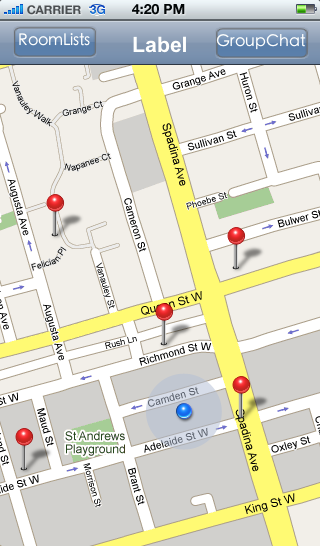 CARRIER 3G 4:20 PM
RoomLists Label GroupChat
Grange Ave
Vanauley Walk
Grange Ct
Huron St
Sullivan St
Sulliva
Spadina Ave
Wapanee Ct
Augusta Ave
Cameron St
Phoebe St
Bulwer St
Felician Pl
Vanauley St
Queen St W
Augusta Ave
Rush Ln
Richmond St W
St W
Camden St
Maud St
St Andrews
Playground
Adelaide St W
Spadina Ave
Oxley St
ide St W
Morrison St
Brant St
King St W